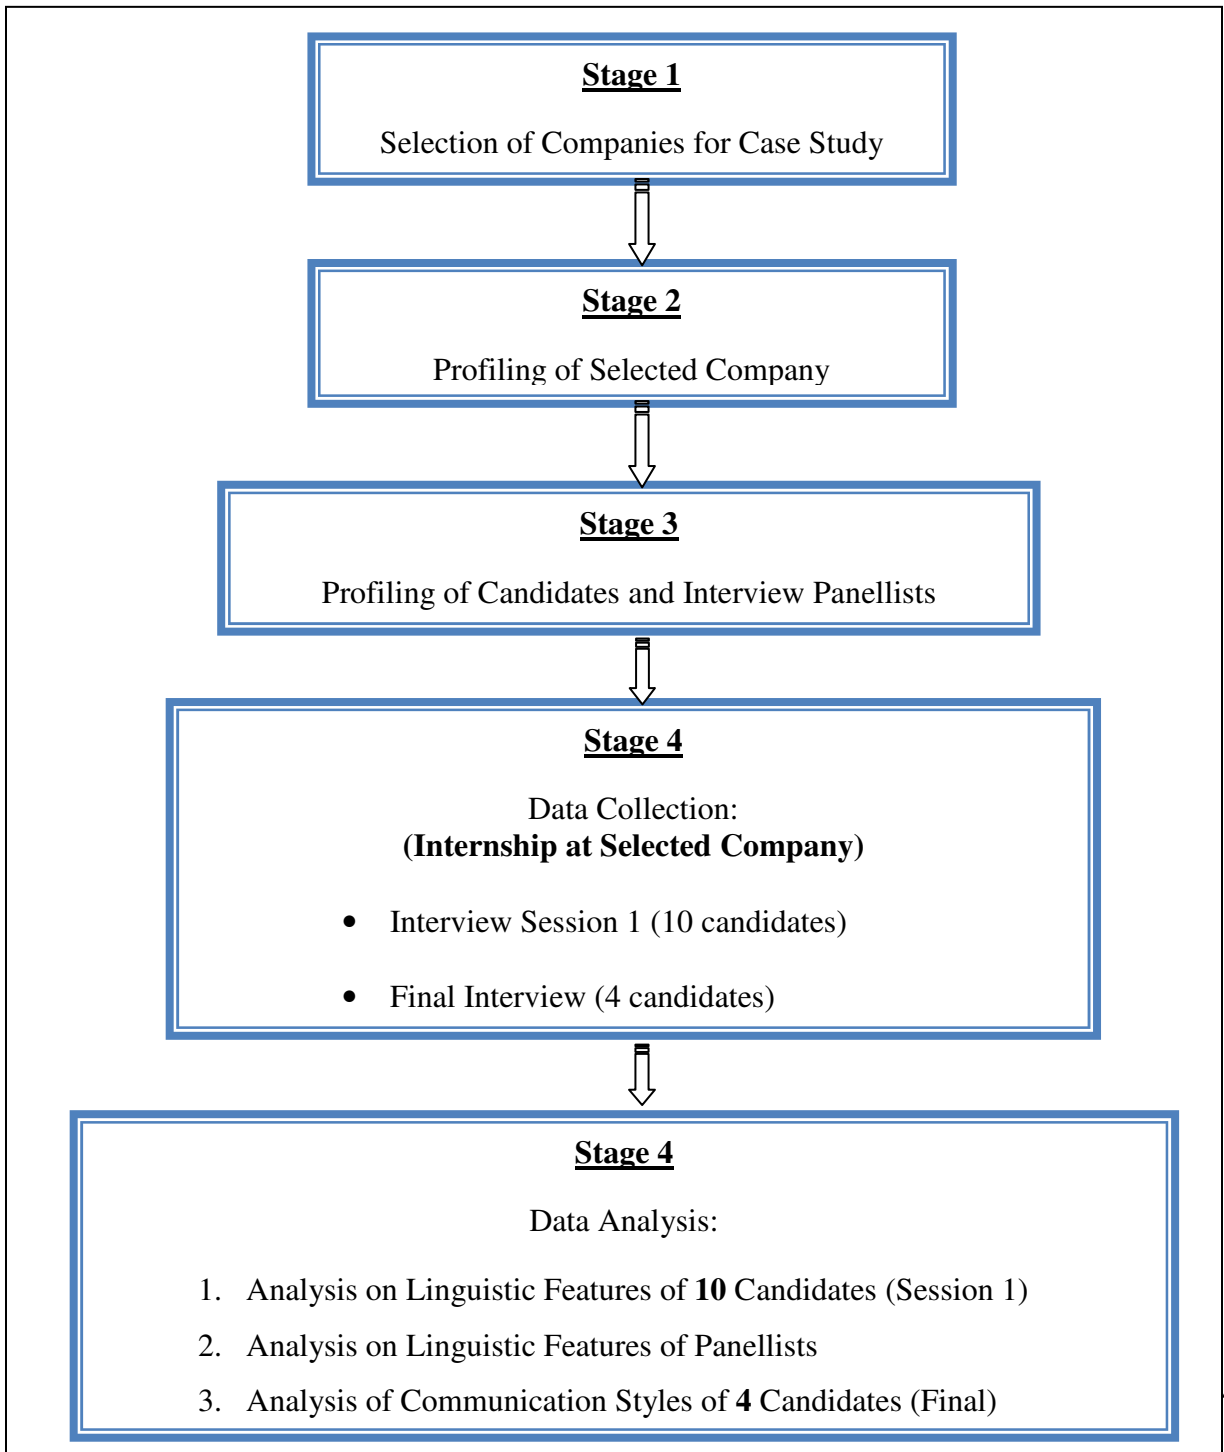 Stage 1
Selection of Companies for Case Study
Stage 2
Profiling of Selected Company
Stage 3
Profiling of Candidates and Interview Panellists
Stage 4
Data Collection:
(Internship at Selected Company)
• Interview Session 1 (10 candidates)
• Final Interview (4 candidates)
Stage 4
Data Analysis:
1. Analysis on Linguistic Features of 10 Candidates (Session 1)
2. Analysis on Linguistic Features of Panellists
3. Analysis of Communication Styles of 4 Candidates (Final)